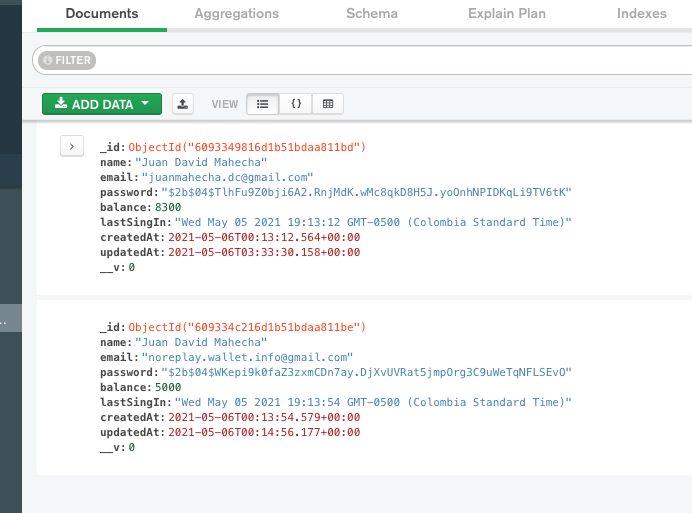 Documents Aggregations Schema Explain Plan Indexes
FILTER
ADD DATA VIEW { }
_id: ObjectId("6093349816d1b51bdaa811bd")
name: "Juan David Mahecha"
email: "juanmahecha.dc@gmail.com"
password: "$2b$04$TlhFu9Z0bji6A2.RnjMdK.wMc8qkD8H5J.yoOnhNPIDKqLi9TV6tK"
balance: 8300
lastSingIn: "Wed May 05 2021 19:13:12 GMT-0500 (Colombia Standard Time)"
createdAt: 2021-05-06T00:13:12.564+00:00
updatedAt: 2021-05-06T03:33:30.158+00:00
__v: 0
_id: ObjectId("609334c216d1b51bdaa811be")
name: "Juan David Mahecha"
email: "noreplay.wallet.info@gmail.com"
password: "$2b$04$WKepi9k0faZ3zxmCDn7ay.DjXvUVRat5jmpOrg3C9uWeTqNFLSEvO"
balance: 5000
lastSingIn: "Wed May 05 2021 19:13:54 GMT-0500 (Colombia Standard Time)"
createdAt: 2021-05-06T00:13:54.579+00:00
updatedAt: 2021-05-06T00:14:56.177+00:00
__v: 0